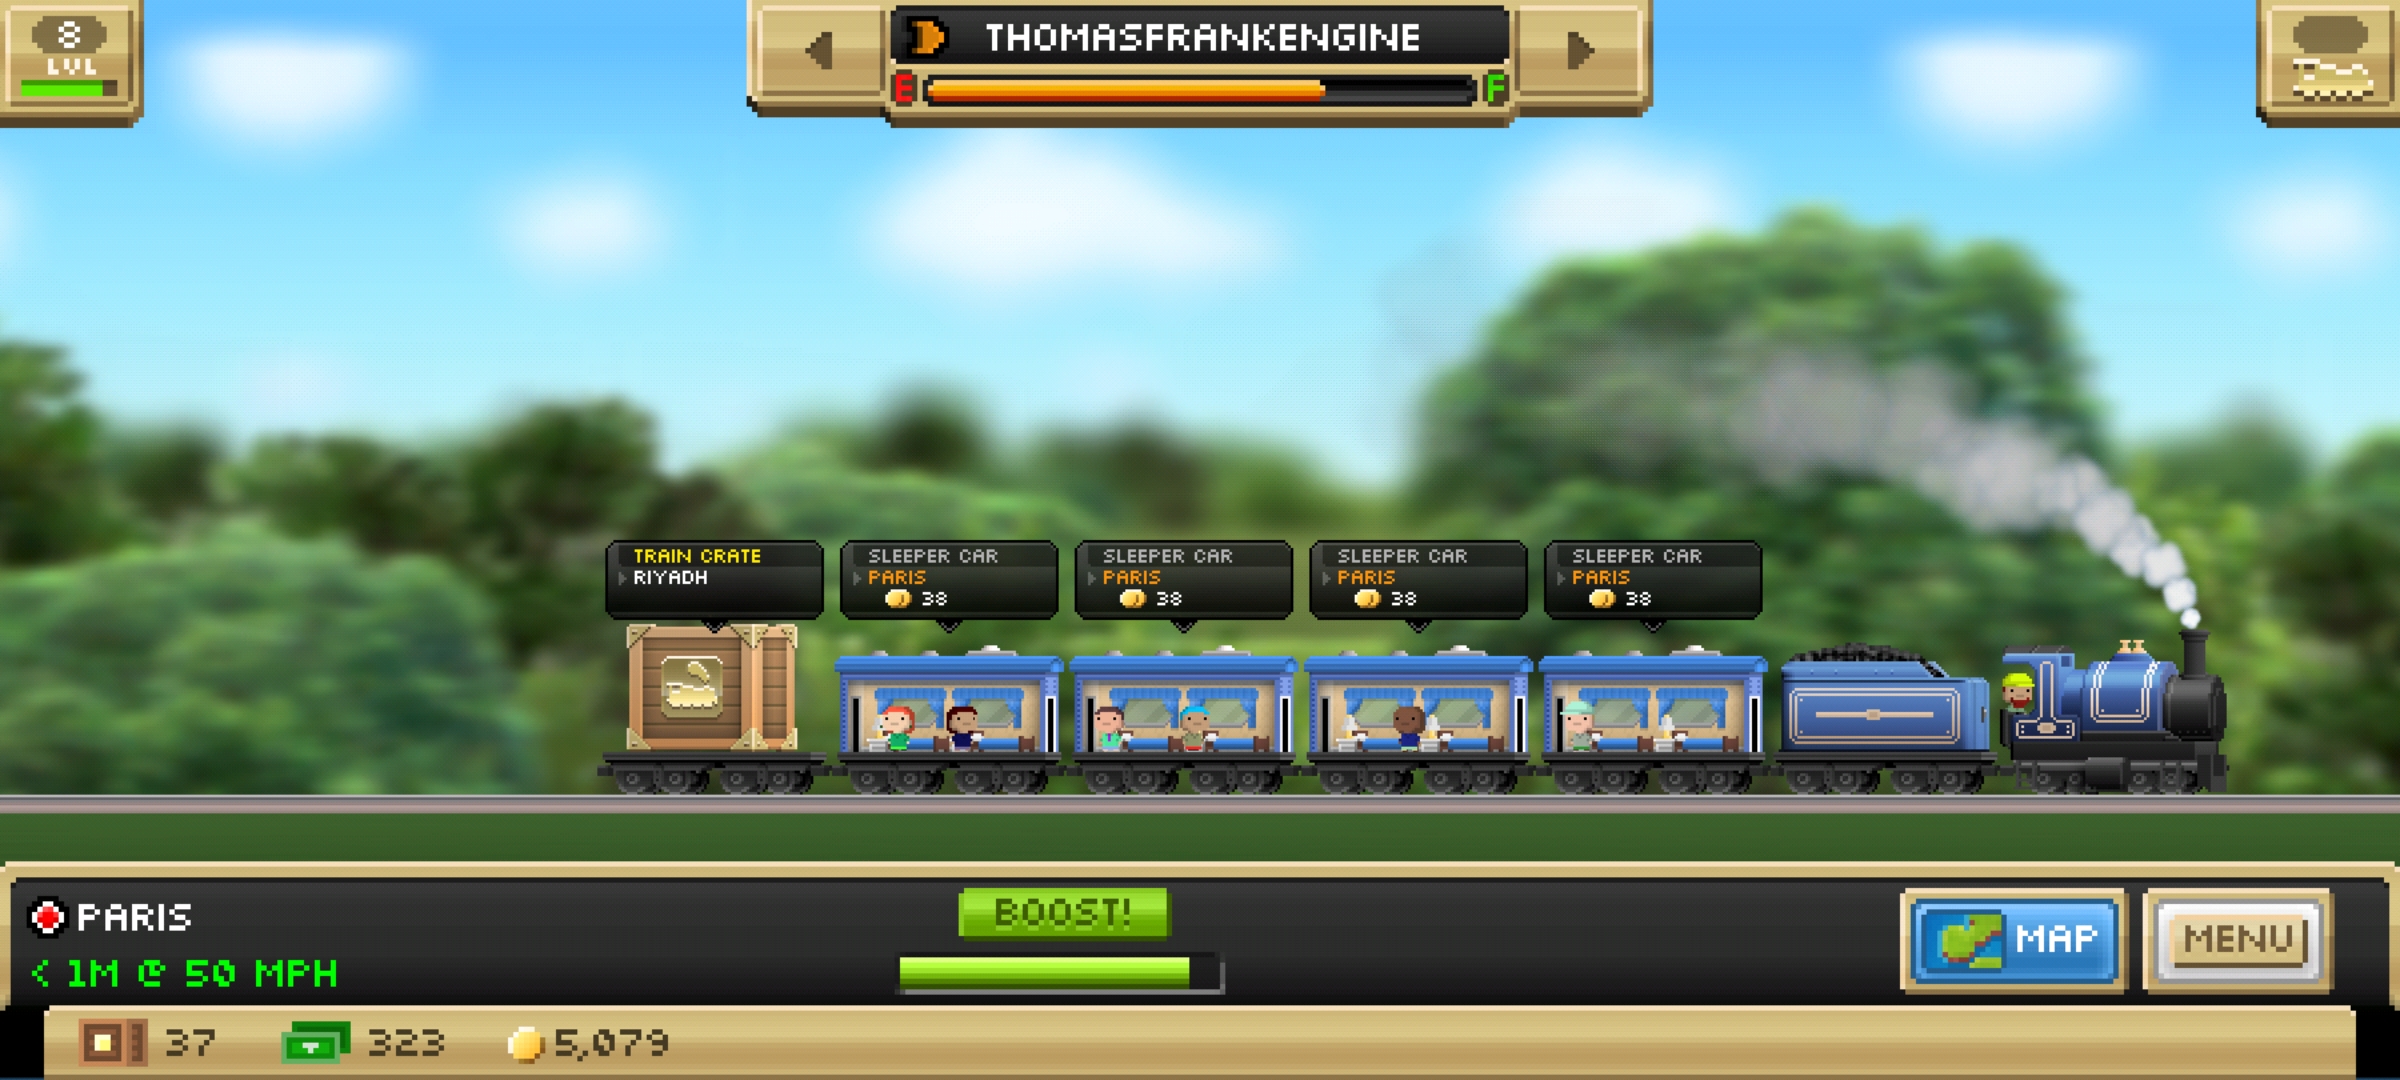 8
LVL
THOMASFRANKENGINE
E
F
TRAIN CRATE
RIYADH
SLEEPER CAR
PARIS
38
SLEEPER CAR
PARIS
38
SLEEPER CAR
PARIS
38
SLEEPER CAR
PARIS
38
PARIS
< 1M @ 50 MPH
BOOST!
MAP
MENU
37
323
5,079